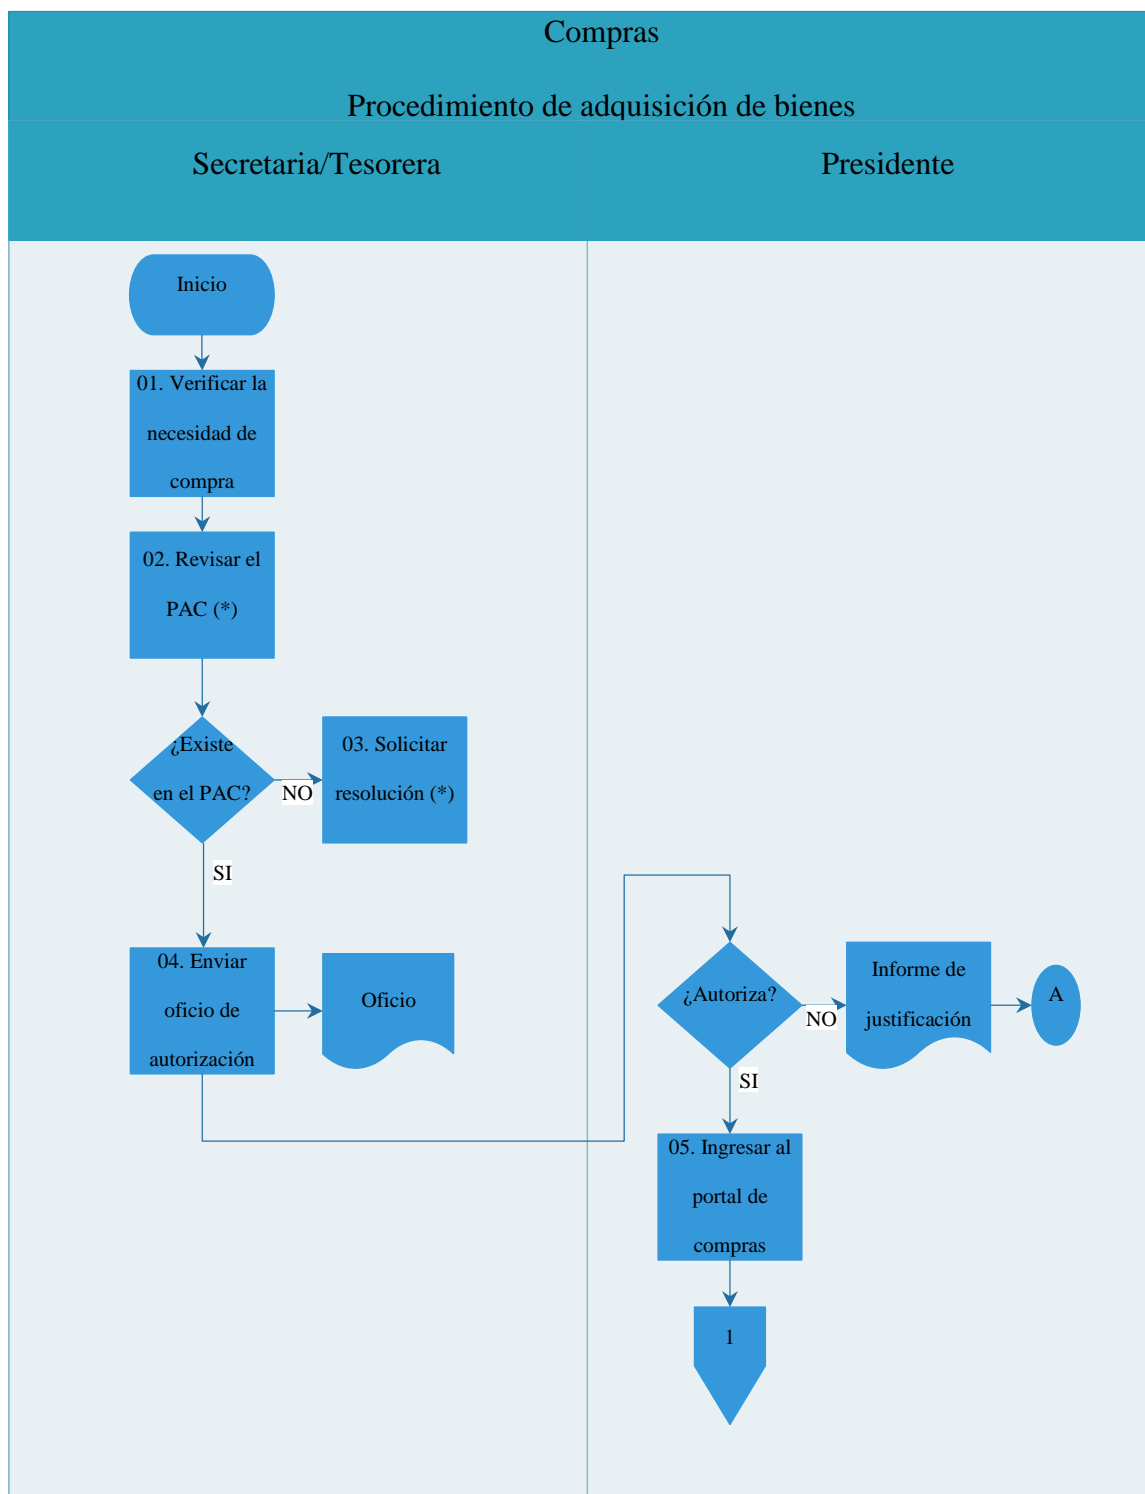 Compras
Procedimiento de adquisición de bienes
Secretaria/Tesorera
Presidente
Inicio
01. Verificar la
necesidad de
compra
02. Revisar el
PAC (*)
¿Existe
en el PAC?
NO
03. Solicitar
resolución (*)
SI
04. Enviar
oficio de
autorización
Oficio
¿Autoriza?
NO
Informe de
justificación
A
SI
05. Ingresar al
portal de
compras
1